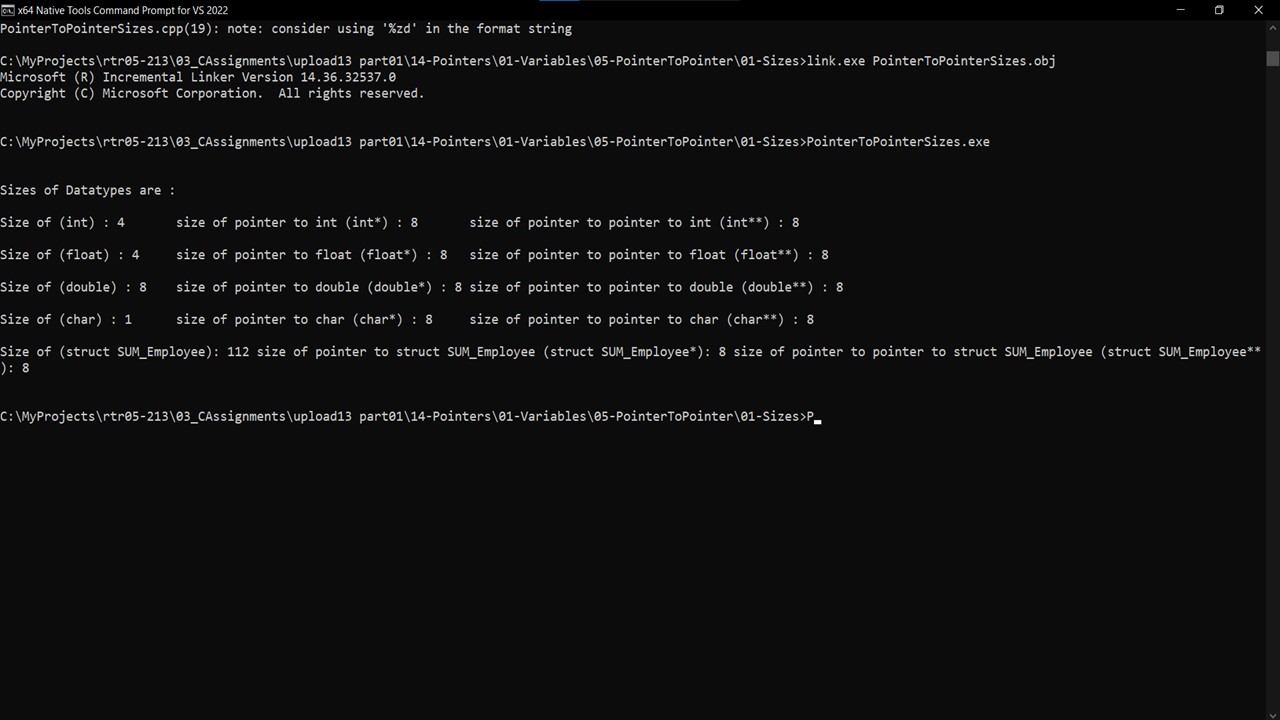 x64 Native Tools Command Prompt for VS 2022
PointerToPointerSizes.cpp(19): note: consider using '%zd' in the format string
C:\MyProjects\rtr05-213\03_CAssignments\upload13 part01\14-Pointers\01-Variables\05-PointerToPointer\01-Sizes>link.exe PointerToPointerSizes.obj
Microsoft (R) Incremental Linker Version 14.36.32537.0
Copyright (C) Microsoft Corporation.  All rights reserved.
C:\MyProjects\rtr05-213\03_CAssignments\upload13 part01\14-Pointers\01-Variables\05-PointerToPointer\01-Sizes>PointerToPointerSizes.exe
Sizes of Datatypes are :
Size of (int) : 4       size of pointer to int (int*) : 8       size of pointer to pointer to int (int**) : 8
Size of (float) : 4     size of pointer to float (float*) : 8   size of pointer to pointer to float (float**) : 8
Size of (double) : 8    size of pointer to double (double*) : 8 size of pointer to pointer to double (double**) : 8
Size of (char) : 1      size of pointer to char (char*) : 8     size of pointer to pointer to char (char**) : 8
Size of (struct SUM_Employee): 112 size of pointer to struct SUM_Employee (struct SUM_Employee*): 8 size of pointer to pointer to struct SUM_Employee (struct SUM_Employee**
): 8
C:\MyProjects\rtr05-213\03_CAssignments\upload13 part01\14-Pointers\01-Variables\05-PointerToPointer\01-Sizes>P